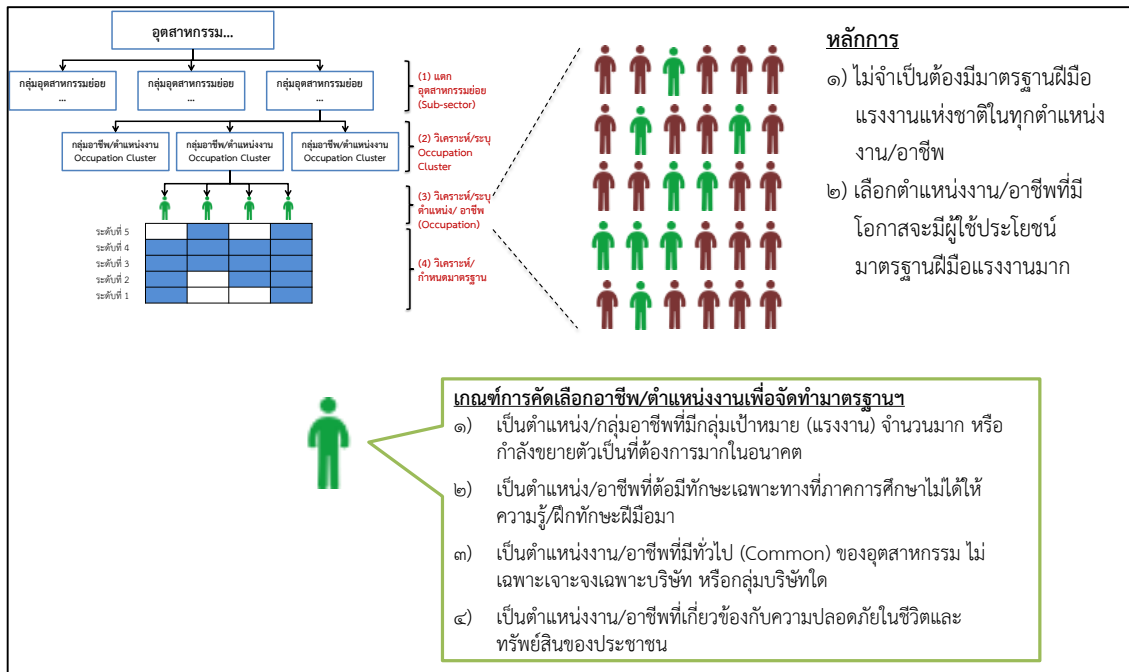 อุตสาหกรรม...
กลุ่มอุตสาหกรรมย่อย
...
กลุ่มอุตสาหกรรมย่อย
...
กลุ่มอุตสาหกรรมย่อย
...
(1) แตก
อุตสาหกรรมย่อย
(Sub-sector)
กลุ่มอาชีพ/ตำแหน่งงาน
Occupation Cluster
กลุ่มอาชีพ/ตำแหน่งงาน
Occupation Cluster
กลุ่มอาชีพ/ตำแหน่งงาน
Occupation Cluster
(2) วิเคราะห์/ระบุ
Occupation
Cluster
(3) วิเคราะห์/ระบุ
ตำแหน่ง/ อาชีพ
(Occupation)
ระดับที่ 5
ระดับที่ 4
ระดับที่ 3
ระดับที่ 2
ระดับที่ 1
(4) วิเคราะห์/
กำหนดมาตรฐาน
หลักการ
๑) ไม่จำเป็นต้องมีมาตรฐานฝีมือ
แรงงานแห่งชาติในทุกตำแหน่ง
งาน/อาชีพ
๒) เลือกตำแหน่งงาน/อาชีพที่มี
โอกาสจะมีผู้ใช้ประโยชน์
มาตรฐานฝีมือแรงงานมาก
เกณฑ์การคัดเลือกอาชีพ/ตำแหน่งงานเพื่อจัดทำมาตรฐานฯ
๑) เป็นตำแหน่ง/กลุ่มอาชีพที่มีกลุ่มเป้าหมาย (แรงงาน) จำนวนมาก หรือ
กำลังขยายตัวเป็นที่ต้องการมากในอนาคต
๒) เป็นตำแหน่ง/อาชีพที่ต้อมีทักษะเฉพาะทางที่ภาคการศึกษาไม่ได้ให้
ความรู้/ฝึกทักษะฝีมือมา
๓) เป็นตำแหน่งงาน/อาชีพที่มีทั่วไป (Common) ของอุตสาหกรรม ไม่
เฉพาะเจาะจงเฉพาะบริษัท หรือกลุ่มบริษัทใด
๔) เป็นตำแหน่งงาน/อาชีพที่เกี่ยวข้องกับความปลอดภัยในชีวิตและ
ทรัพย์สินของประชาชน